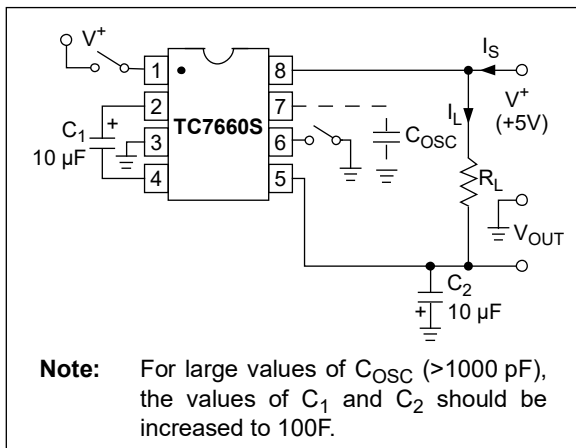 V+
IS
1
8
2
7
IL
V+
(+5V)
C1
+
10 µF
TC7660S
COSC
3
6
RL
4
5
VOUT
C2
+
10 µF
Note: For large values of COSC (>1000 pF),
the values of C1 and C2 should be
increased to 100F.